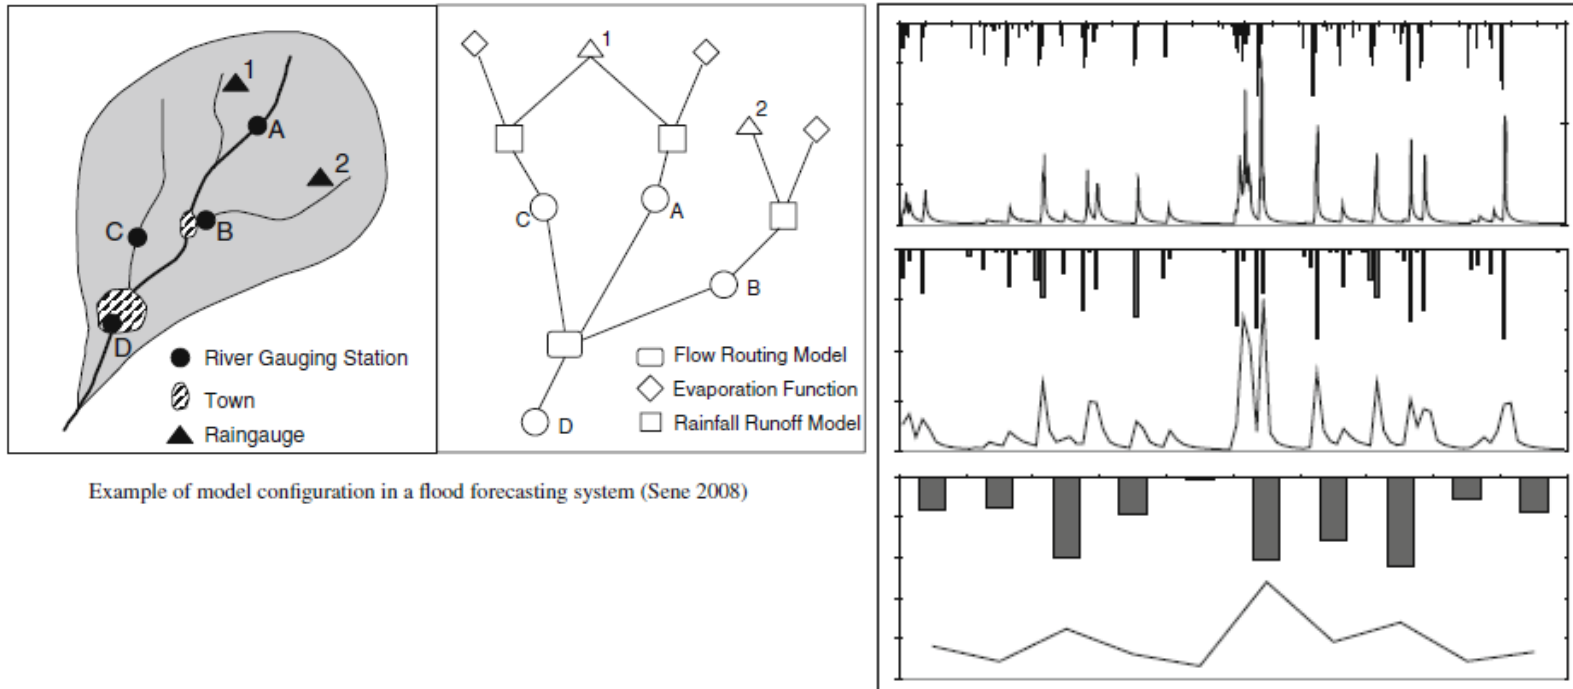 1
A
2
C
B
D
River Gauging Station
Town
Raingauge
1
2
C
A
B
Flow Routing Model
Evaporation Function
D
Rainfall Runoff Model
Example of model configuration in a flood forecasting system (Sene 2008)